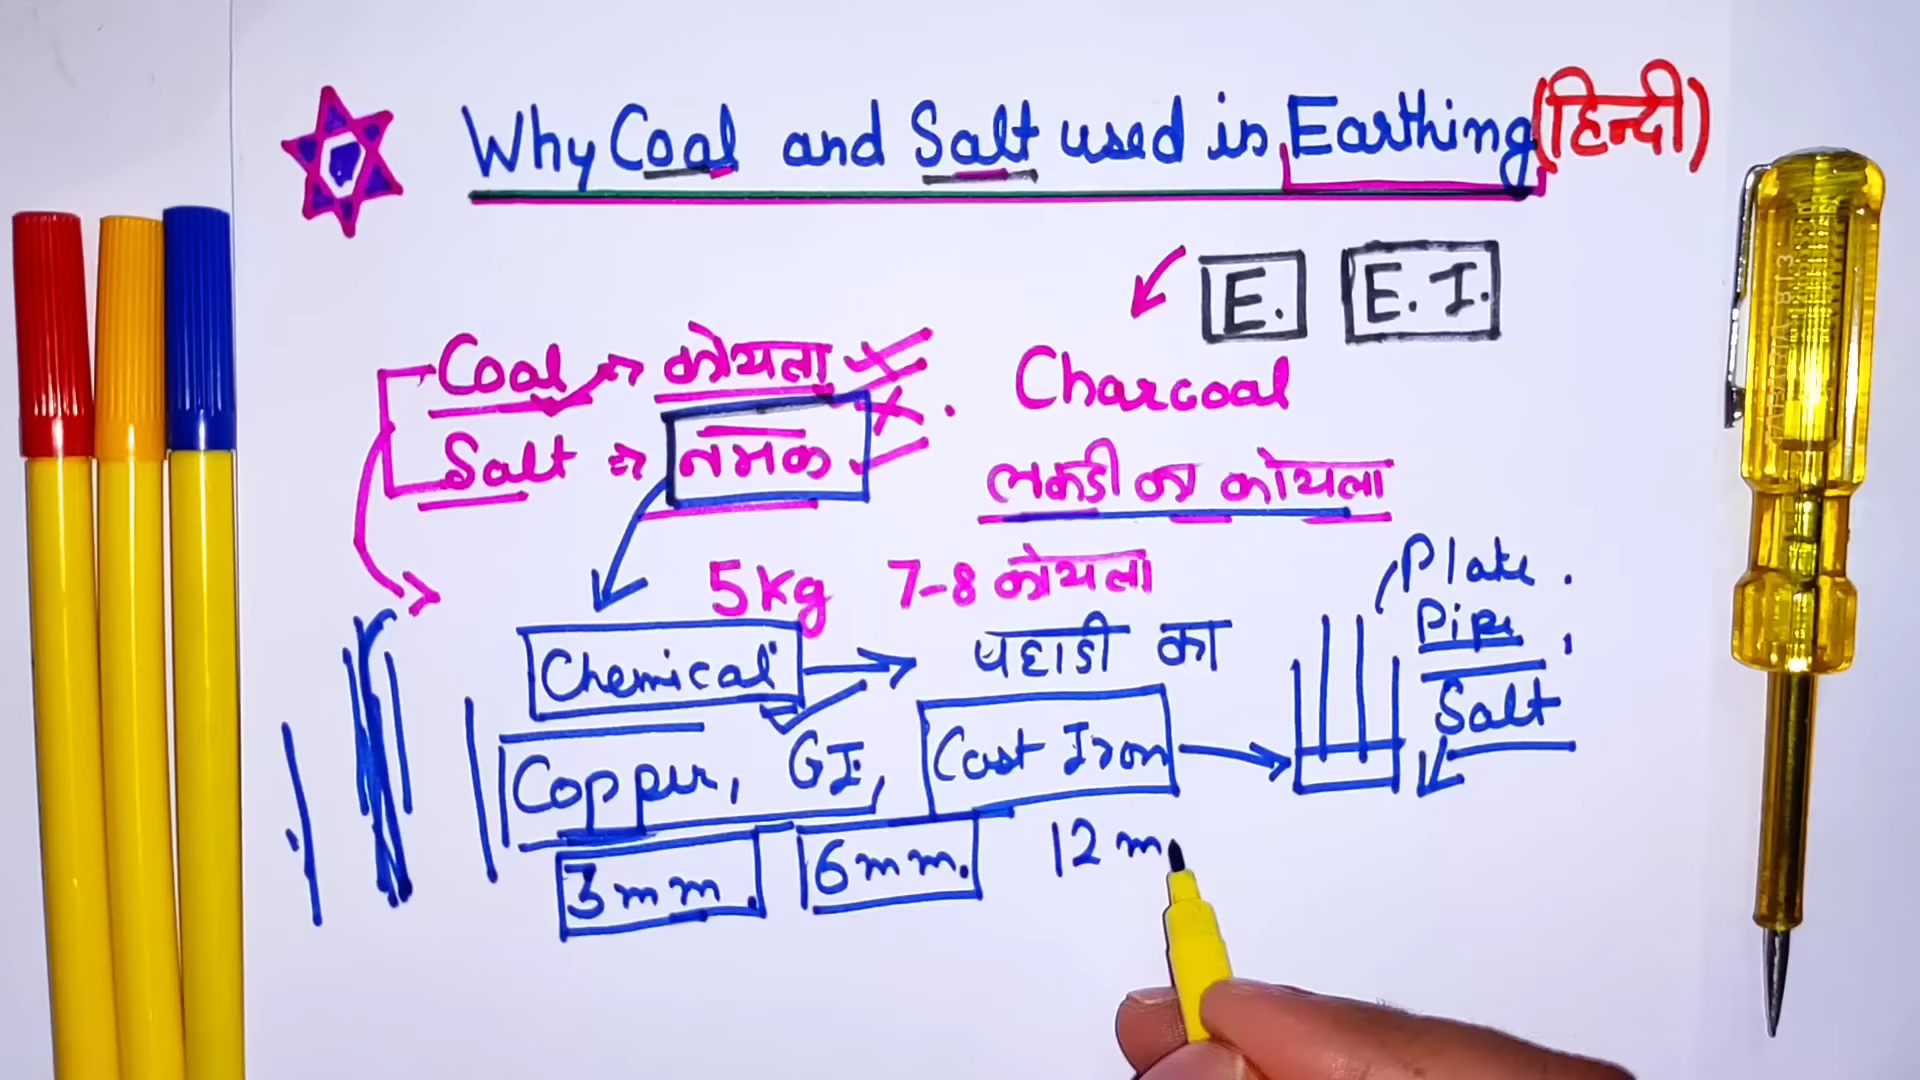 Why Coal and Salt used in Earthing (हिन्दी)
E. E.I.
Coal → कोयला
Charcoal
Salt → नमक
लकडी का कोयला
5Kg 7-8 कोयला
Plate.
Pipe
Chemical → पहाडी का
Salt
Copper, GI, Cast Iron
3mm. 6mm. 12 m